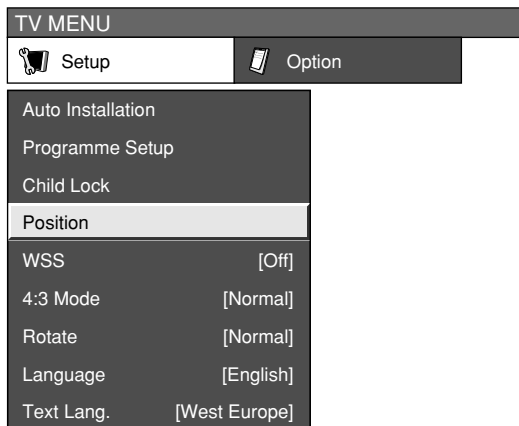 TV MENU
Setup Option
Auto Installation
Programme Setup
Child Lock
Position
WSS [Off]
4:3 Mode [Normal]
Rotate [Normal]
Language [English]
Text Lang. [West Europe]